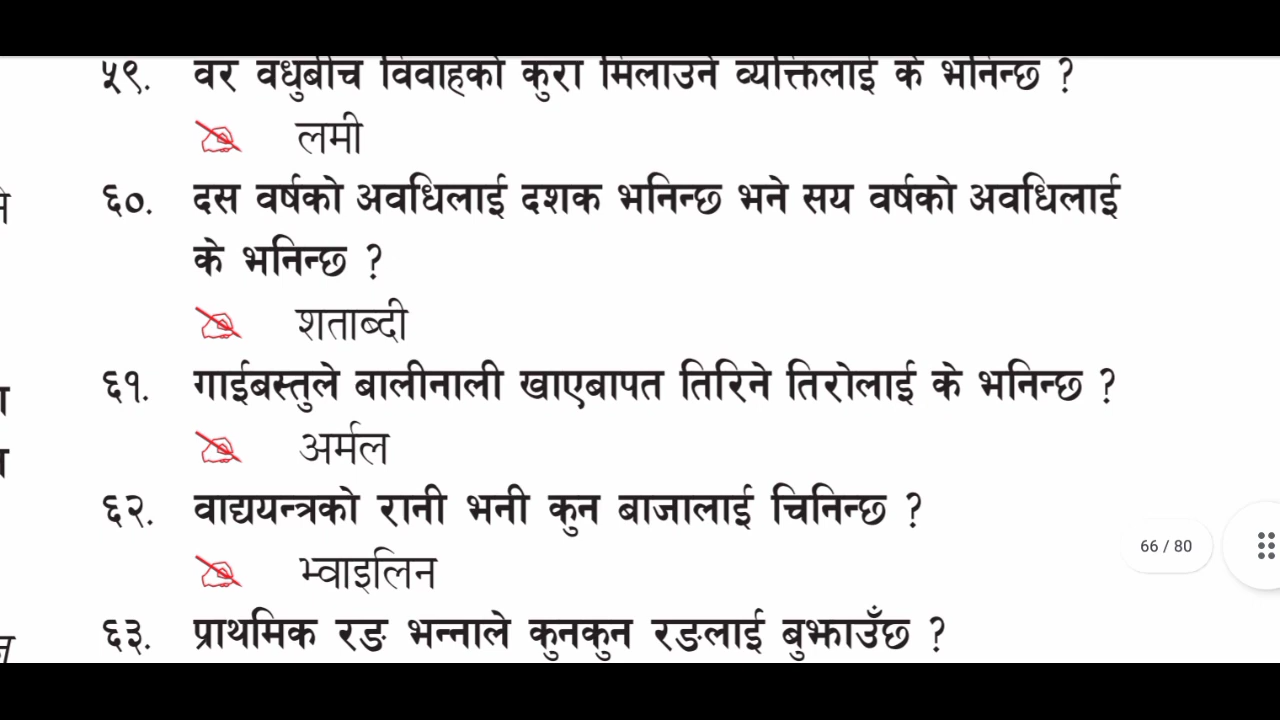 ५९. वर वधुबीच विवाहको कुरा मिलाउने व्यक्तिलाई के भनिन्छ ?
लमी
६०. दस वर्षको अवधिलाई दशक भनिन्छ भने सय वर्षको अवधिलाई
के भनिन्छ ?
शताब्दी
६१. गाईबस्तुले बालीनाली खाएबापत तिरिने तिरोलाई के भनिन्छ ?
अर्मल
६२. वाद्ययन्त्रको रानी भनी कुन बाजालाई चिनिन्छ ?
भ्वाइलिन
66 / 80
६३. प्राथमिक रङ भन्नाले कुनकुन रङलाई बुझाउँछ ?